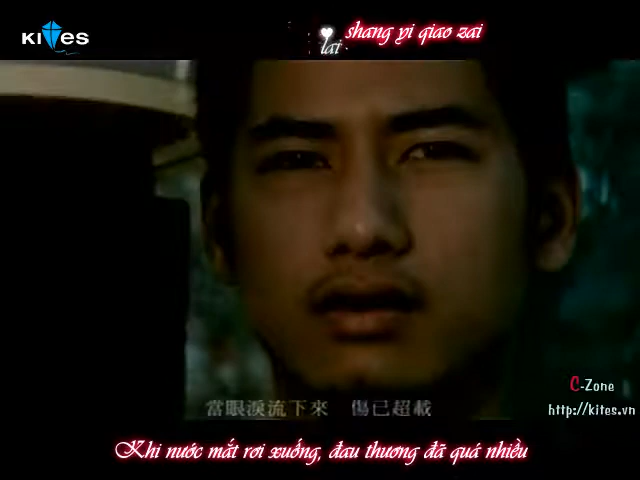 KITES
shang yi qiao zai
lai
當眼淚流下來 傷已超載
C-Zone
http://kites.vn
Khi nước mắt rơi xuống, đau thương đã quá nhiều